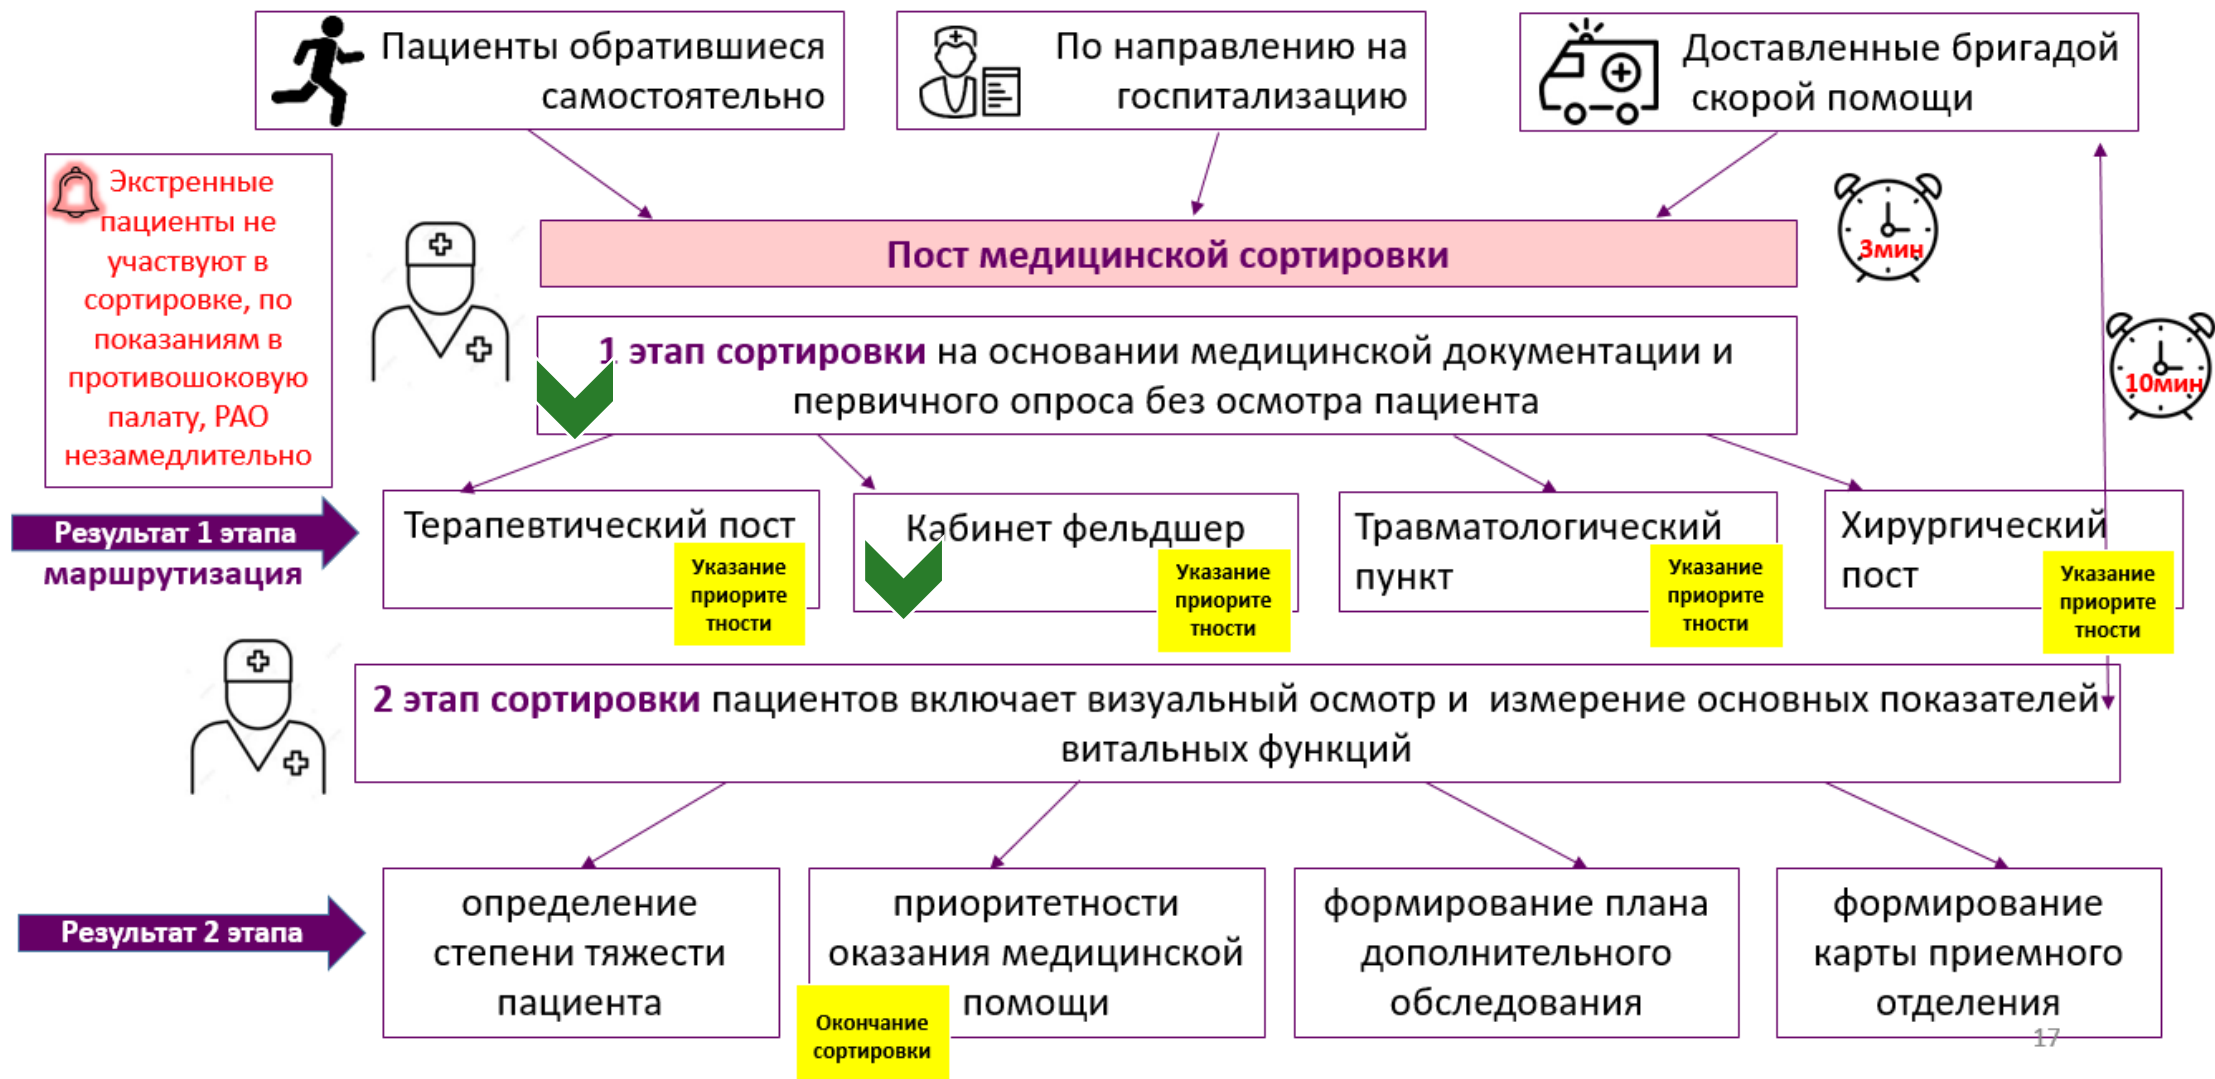 Пациенты обратившиеся
самостоятельно
По направлению на
госпитализацию
Доставленные бригадой
скорой помощи
Экстренные
пациенты не
участвуют в
сортировке, по
показаниям в
противошоковую
палату, РАО
незамедлительно
Пост медицинской сортировки
3мин
10мин
1 этап сортировки на основании медицинской документации и
первичного опроса без осмотра пациента
Результат 1 этапа
маршрутизация
Терапевтический пост
Указание
приорите
тности
Кабинет фельдшер
Указание
приорите
тности
Травматологический
пункт
Указание
приорите
тности
Хирургический
пост
Указание
приорите
тности
2 этап сортировки пациентов включает визуальный осмотр и измерение основных показателей
витальных функций
Результат 2 этапа
определение
степени тяжести
пациента
приоритетности
оказания медицинской
помощи
Окончание
сортировки
формирование плана
дополнительного
обследования
формирование
карты приемного
отделения
17